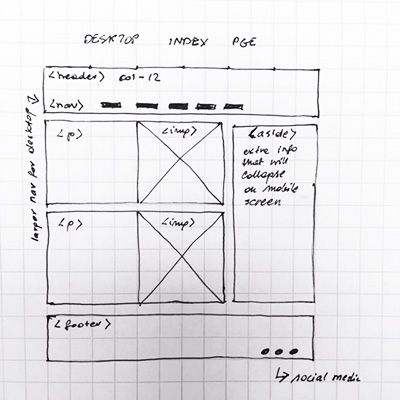 DESKTOP INDEX PGE
<header> col-12
<nav>
larger nav for desktop
<p>
<img>
<aside>
extra info
that will
collapse
on mobile
screen
<p>
<img>
<footer>
social media